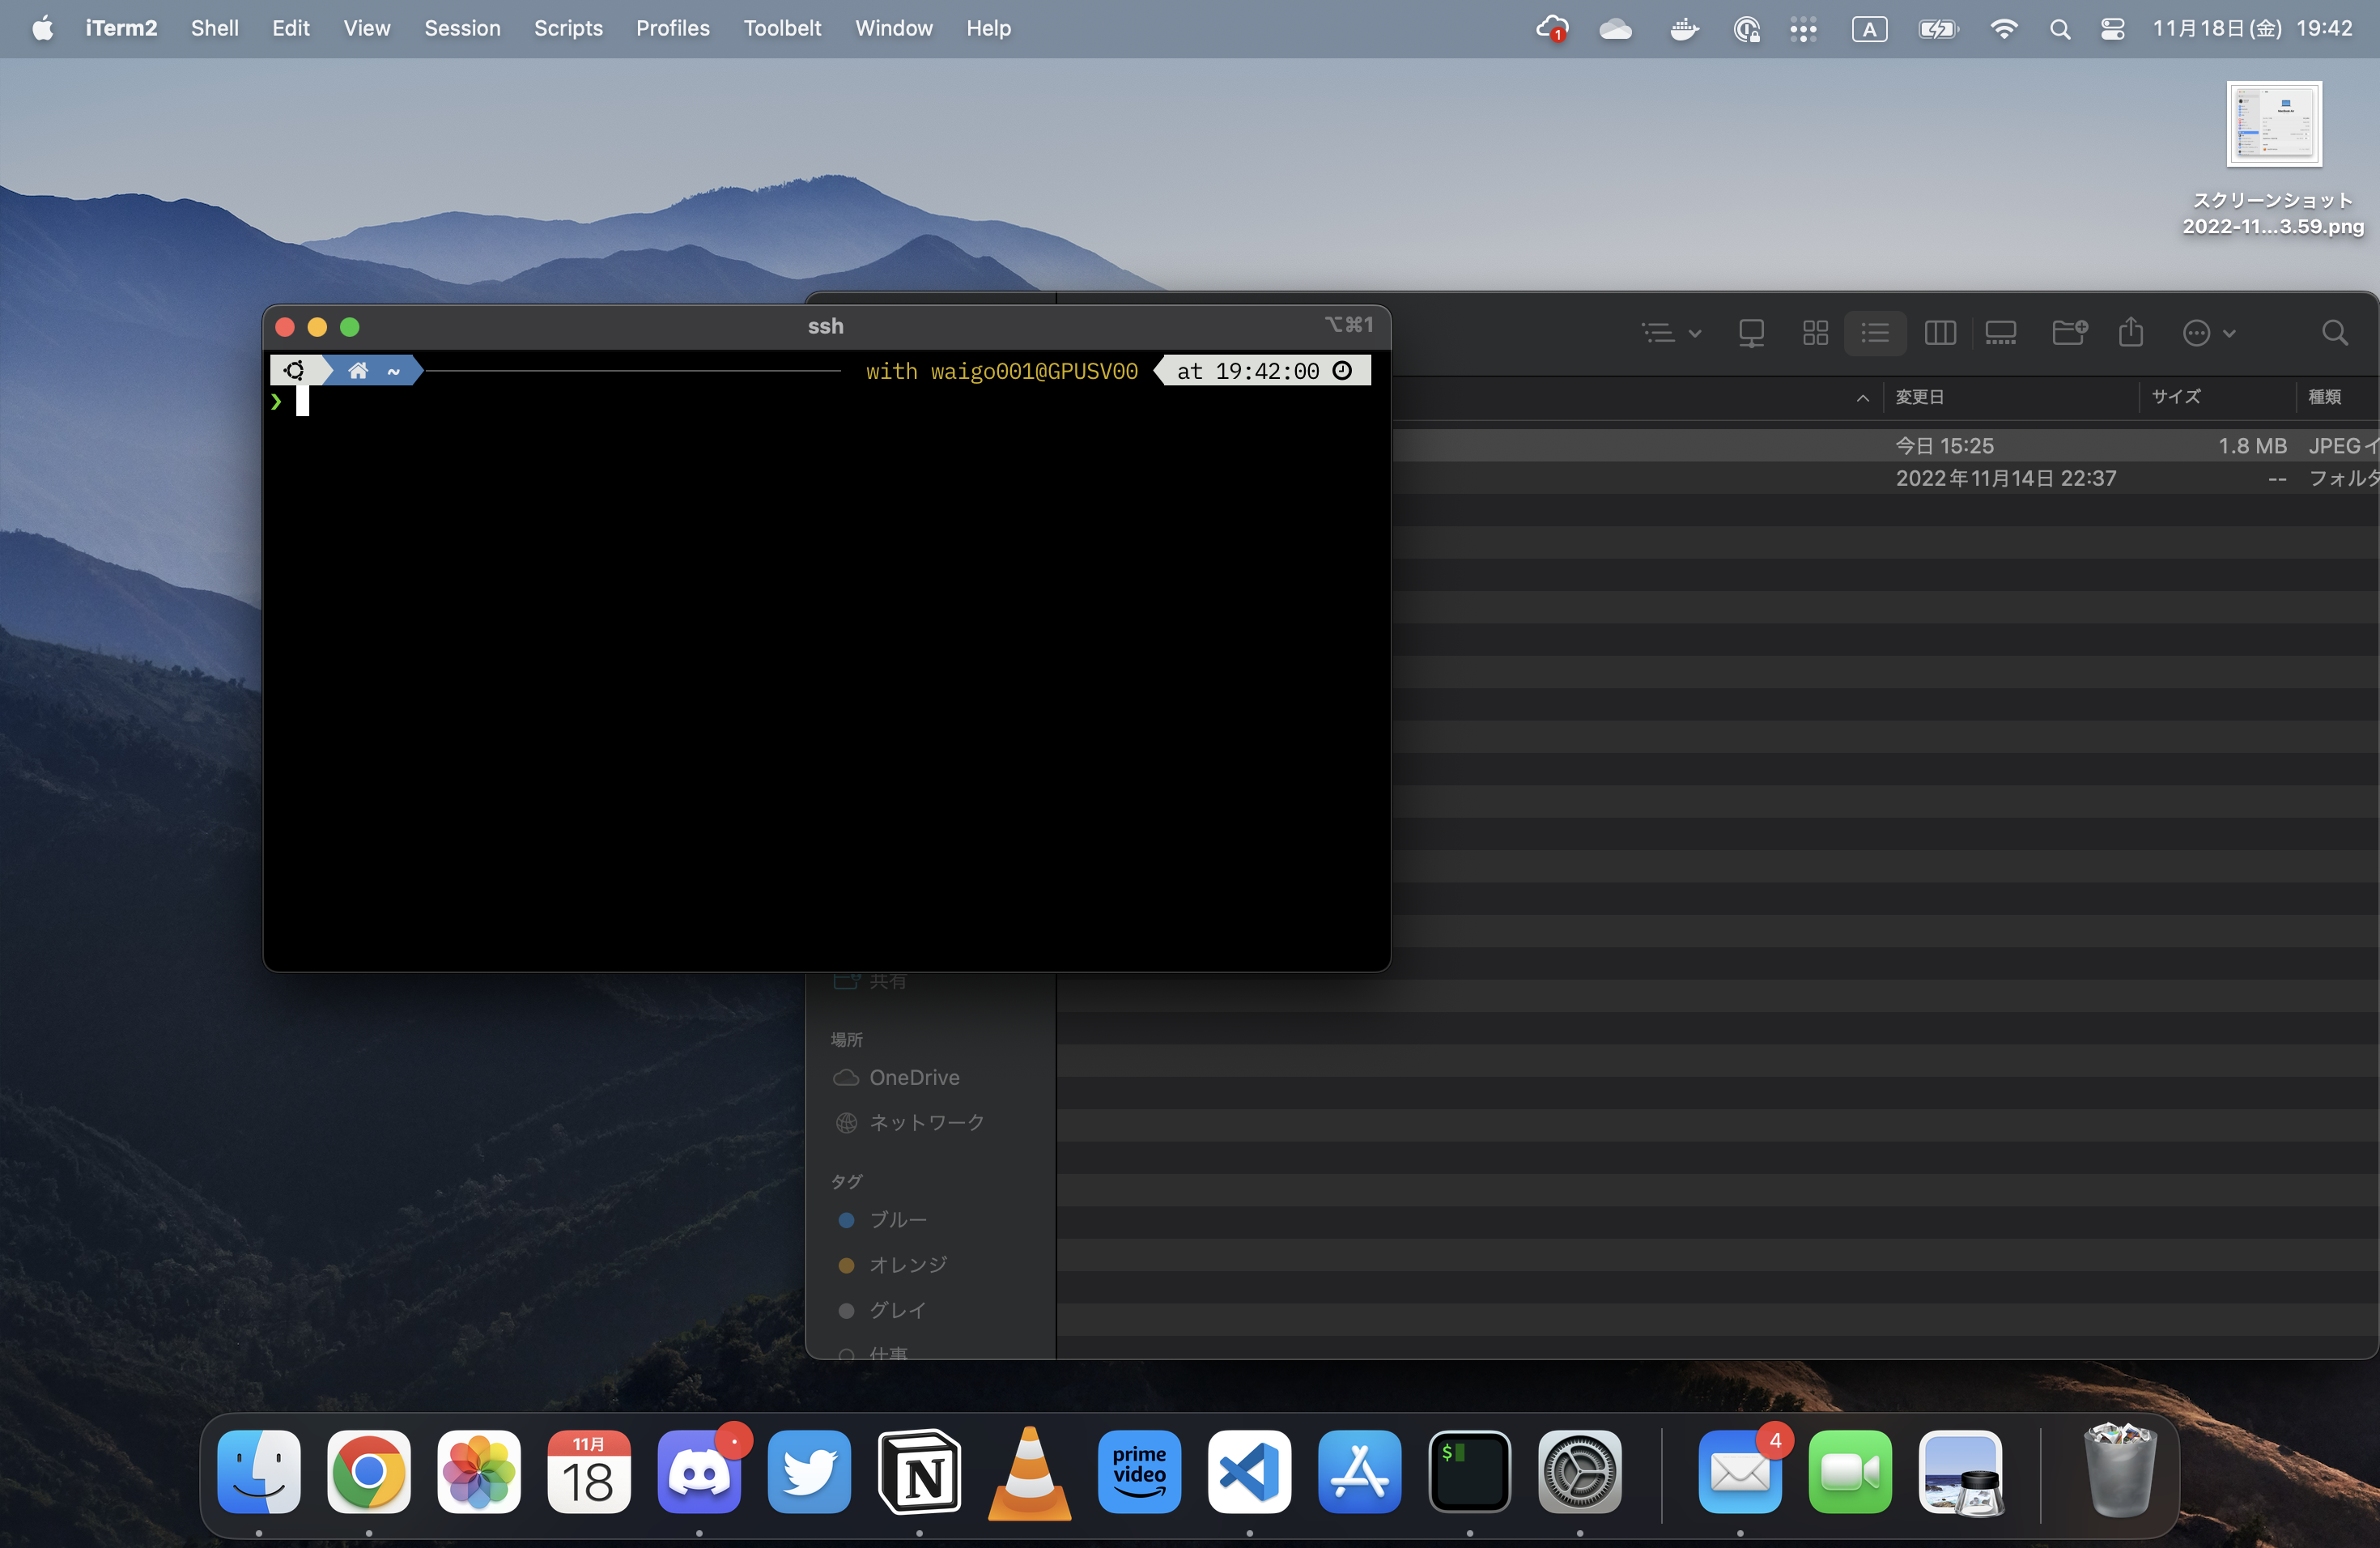 iTerm2 Shell Edit View Session Scripts Profiles Toolbelt Window Help 1 A 11月18日(金) 19:42
スクリーンショット
2022-11...3.59.png
ssh ⌥⌘1
~ with waigo001@GPUSV00 at 19:42:00
❯
変更日 サイズ 種類
今日 15:25 1.8 MB JPEG
2022年11月14日 22:37 -- フォルダ
共有
場所
OneDrive
ネットワーク
タグ
ブルー
オレンジ
グレイ
仕事
11月
18
N
prime
video
$
4